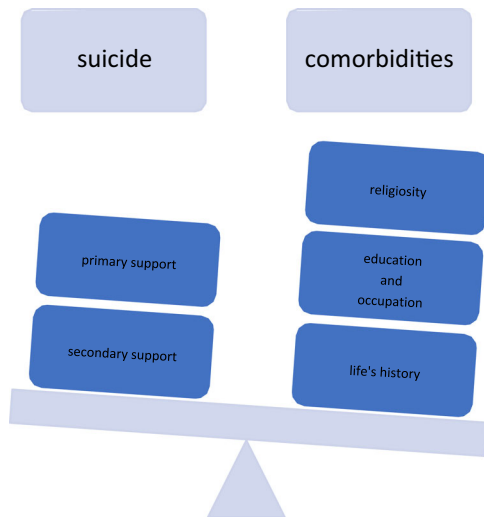 suicide
comorbidities
religiosity
primary support
education
and
occupation
secondary support
life's history